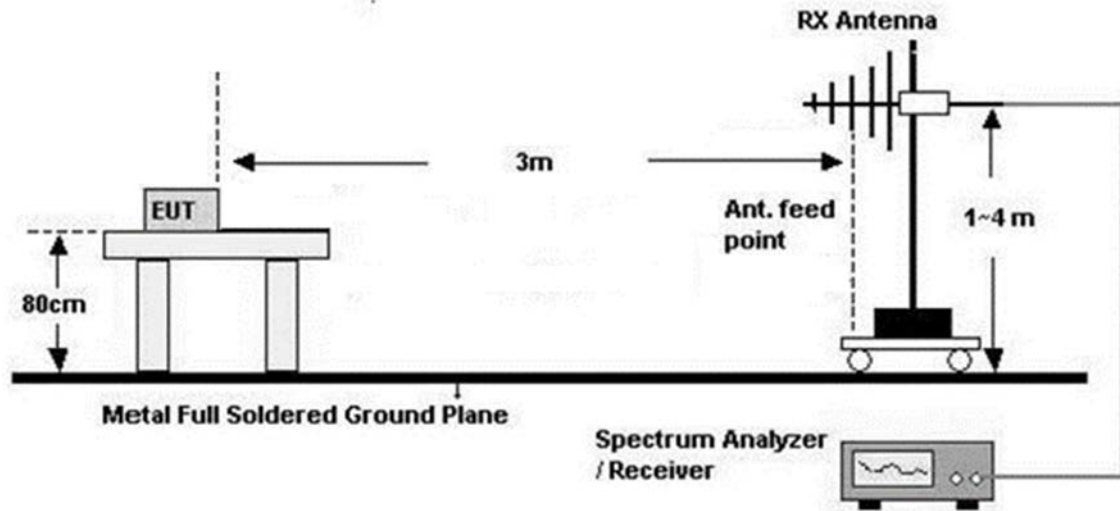 RX Antenna
3m
EUT
Ant. feed
point
1~4 m
80cm
Metal Full Soldered Ground Plane
Spectrum Analyzer
/ Receiver